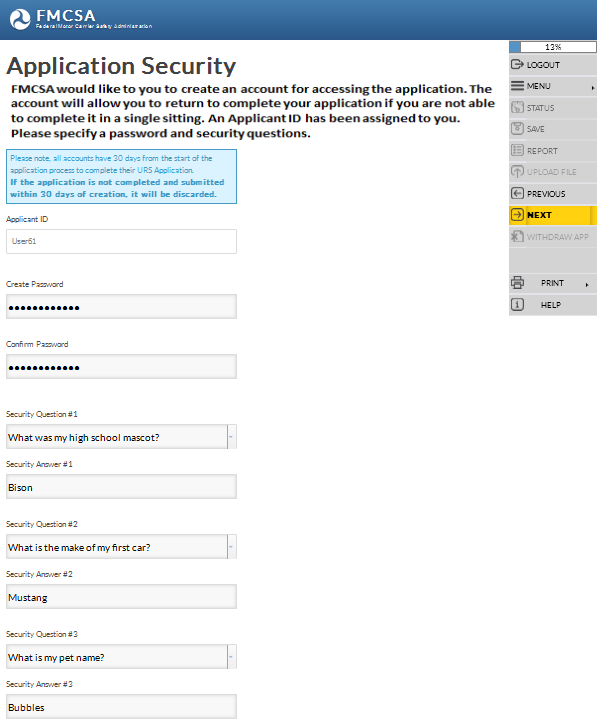 FMCSA
Federal Motor Carrier Safety Administration
13%
Application Security
FMCSA would like to you to create an account for accessing the application. The
account will allow you to return to complete your application if you are not able
to complete it in a single sitting. An Applicant ID has been assigned to you.
Please specify a password and security questions.
LOGOUT
MENU
STATUS
SAVE
REPORT
UPLOAD FILE
PREVIOUS
NEXT
WITHDRAW APP
PRINT
HELP
Please note, all accounts have 30 days from the start of the
application process to complete their URS Application.
If the application is not completed and submitted
within 30 days of creation, it will be discarded.
Applicant ID
User61
Create Password
●●●●●●●●●●●●
Confirm Password
●●●●●●●●●●●●
Security Question #1
What was my high school mascot?
Security Answer #1
Bison
Security Question #2
What is the make of my first car?
Security Answer #2
Mustang
Security Question #3
What is my pet name?
Security Answer #3
Bubbles